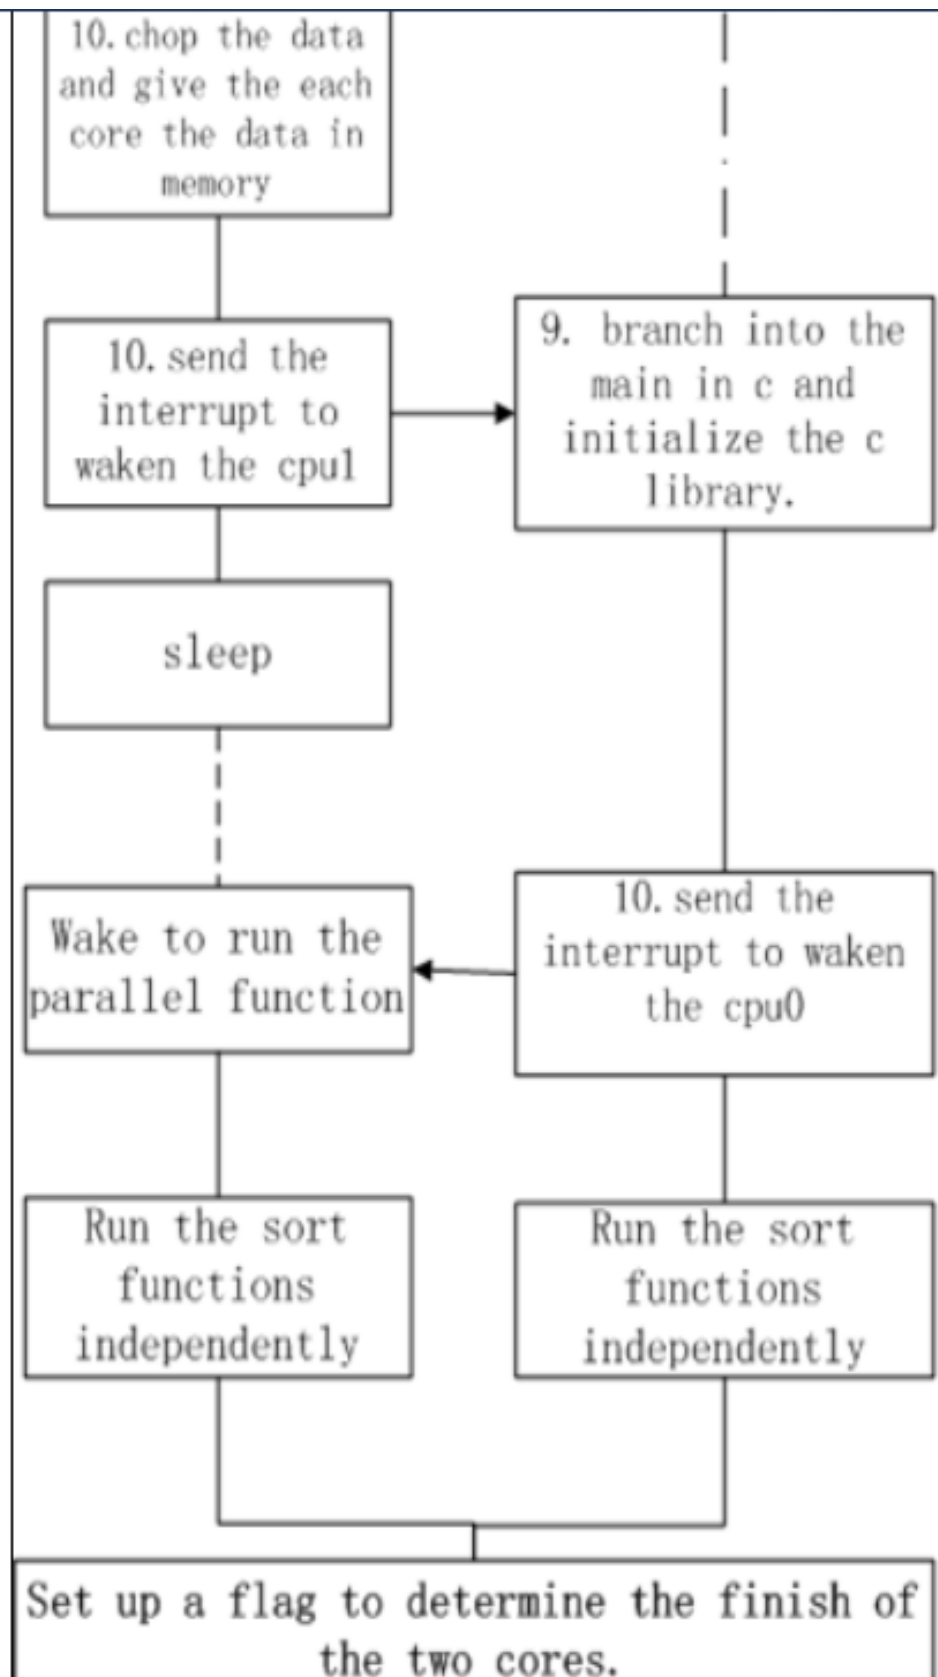 10. chop the data
and give the each
core the data in
memory
10. send the
interrupt to
waken the cpu1
9. branch into the
main in c and
initialize the c
library.
sleep
Wake to run the
parallel function
10. send the
interrupt to waken
the cpu0
Run the sort
functions
independently
Run the sort
functions
independently
Set up a flag to determine the finish of
the two cores.